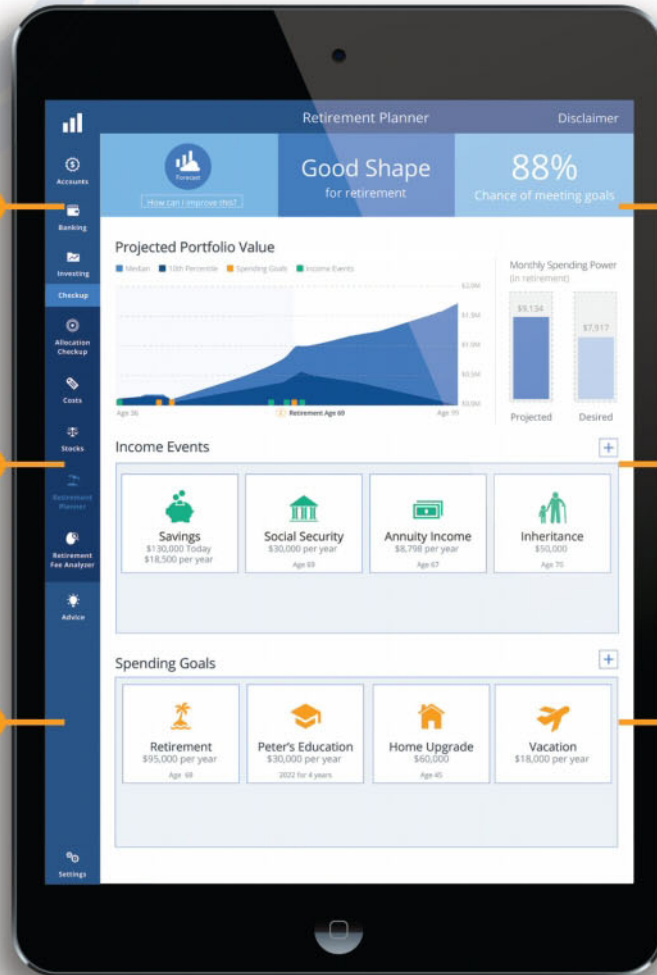 Retirement Planner
Disclaimer
Accounts
Banking
Investing
Checkup
Allocation
Checkup
Costs
Stocks
Retirement
Planner
Retirement
Fee Analyzer
Advice
Settings
Forecast
How can I improve this?
Good Shape
for retirement
88%
Chance of meeting goals
Projected Portfolio Value
Median
10th Percentile
Spending Goals
Income Events
$2.0M
$1.5M
$1.0M
$0.5M
$0.0M
Age 36
Retirement Age 69
Monthly Spending Power
(in retirement)
$9,134
$7,917
Projected
Desired
Income Events
Savings
$130,000 Today
$18,500 per year
Social Security
$30,000 per year
Age 69
Annuity Income
$8,798 per year
Age 67
Inheritance
$50,000
Age 70
Spending Goals
Retirement
$95,000 per year
Peter's Education
$30,000 per year
2022 for 4 years
Home Upgrade
$60,000
Age 45
Vacation
$18,000 per year